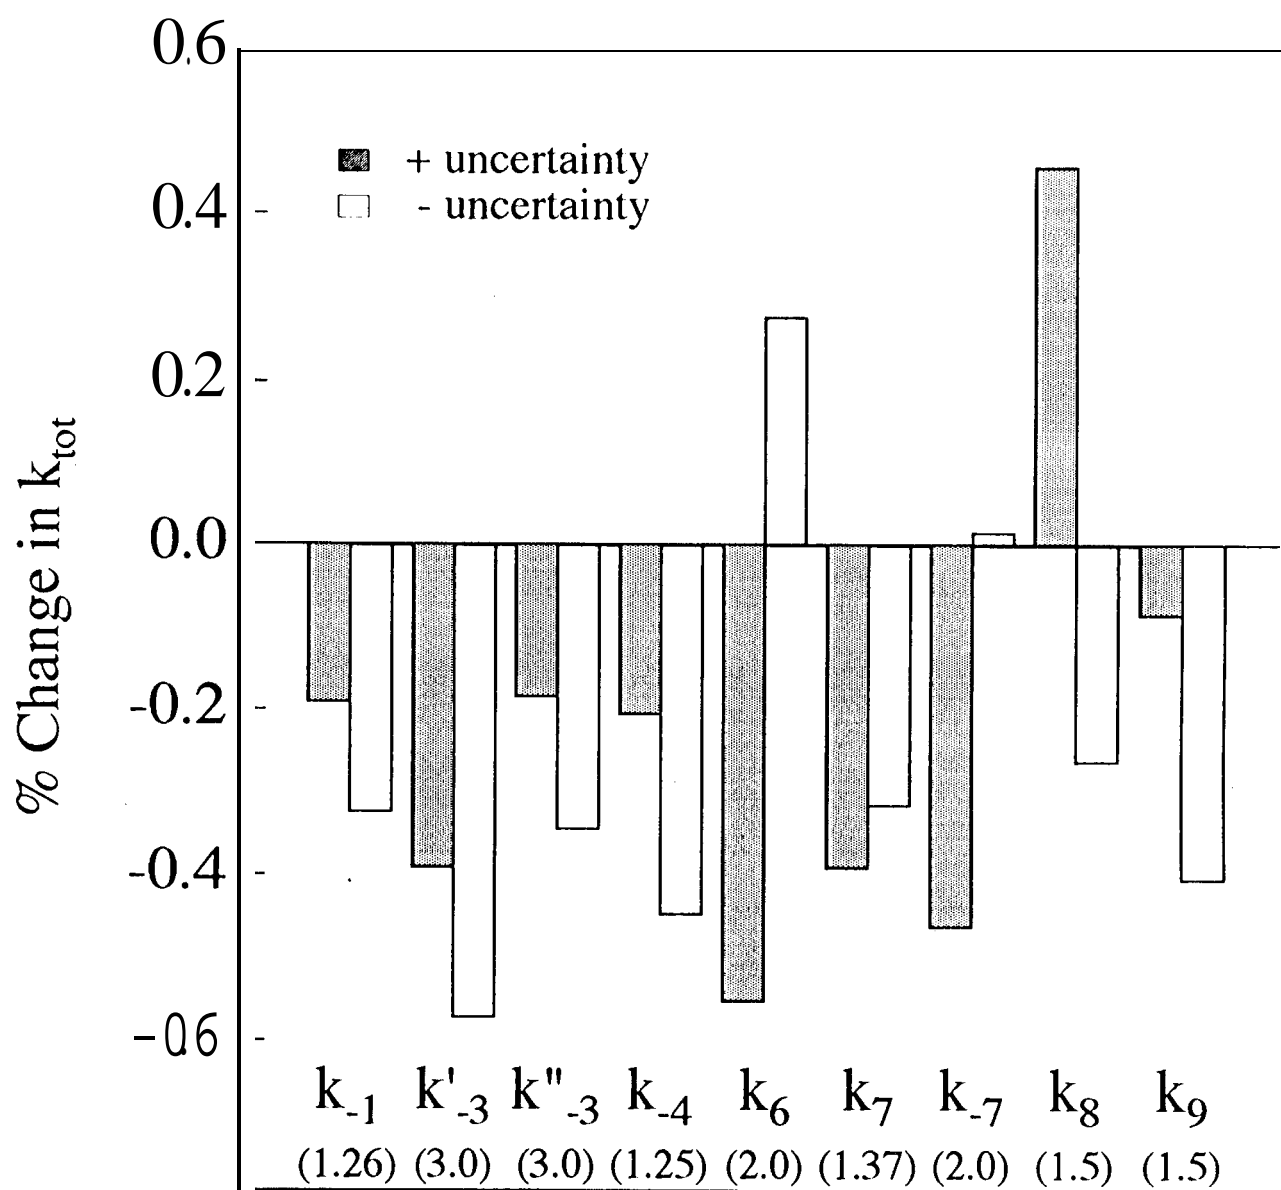 0.6
+ uncertainty
- uncertainty
0.4
0.2
0.0
-0.2
-0.4
-0.6
% Change in k_tot
k_-1 k'_-3 k"_-3 k_-4 k_6 k_7 k_-7 k_8 k_9
(1.26) (3.0) (3.0) (1.25) (2.0) (1.37) (2.0) (1.5) (1.5)